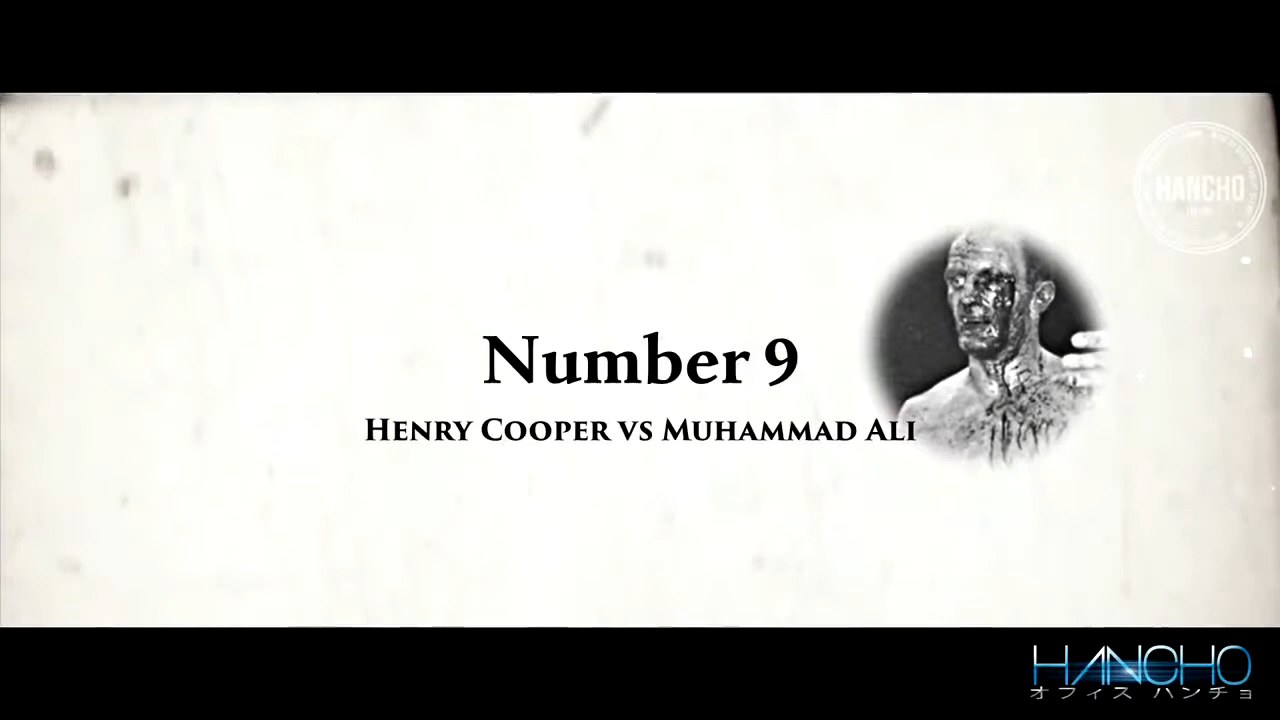 HANCHO
Number 9
Henry Cooper vs Muhammad Ali
HANCHO
オフィス ハンチョ